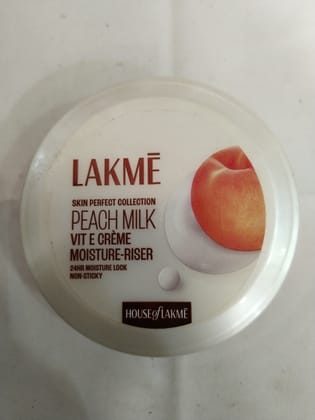 LAKMĒ
SKIN PERFECT COLLECTION
PEACH MILK
VIT E CRÈME
MOISTURE-RISER
24HR MOISTURE LOCK
NON-STICKY
HOUSE of LAKMĒ